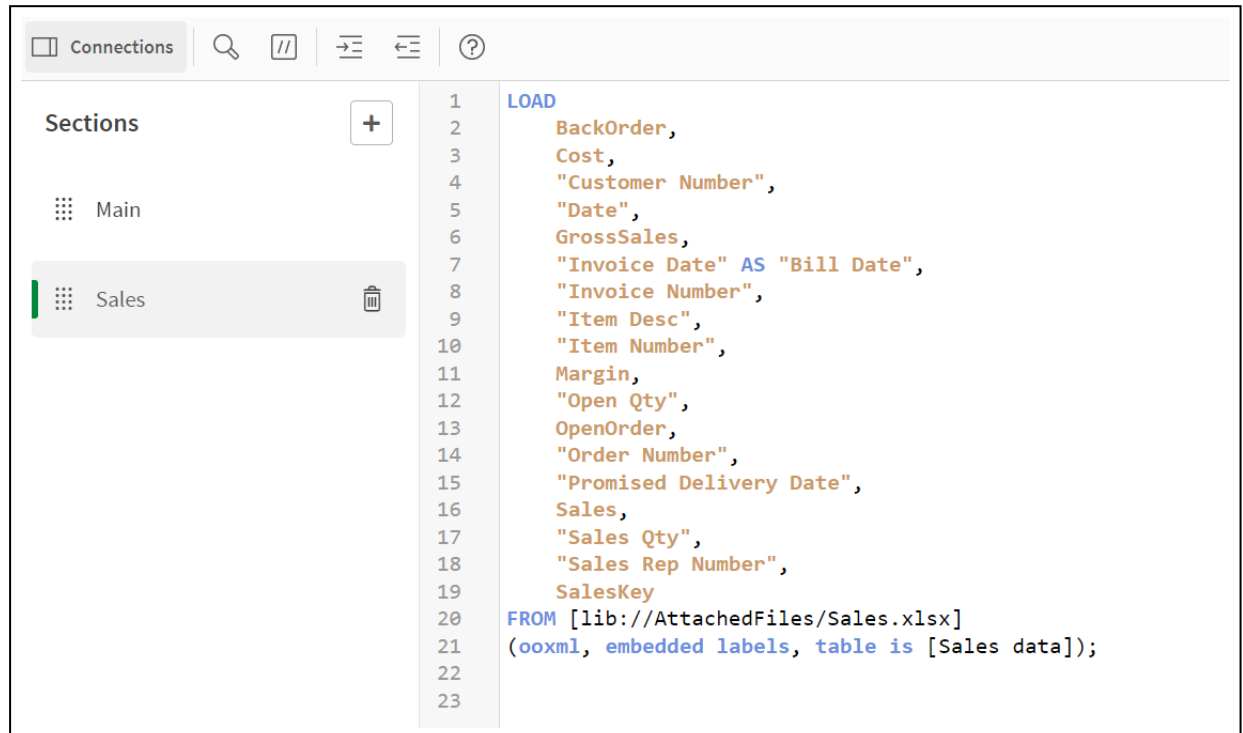 Connections
Sections
+
Main
Sales
1 LOAD
2 BackOrder,
3 Cost,
4 "Customer Number",
5 "Date",
6 GrossSales,
7 "Invoice Date" AS "Bill Date",
8 "Invoice Number",
9 "Item Desc",
10 "Item Number",
11 Margin,
12 "Open Qty",
13 OpenOrder,
14 "Order Number",
15 "Promised Delivery Date",
16 Sales,
17 "Sales Qty",
18 "Sales Rep Number",
19 SalesKey
20 FROM [lib://AttachedFiles/Sales.xlsx]
21 (ooxml, embedded labels, table is [Sales data]);
22
23